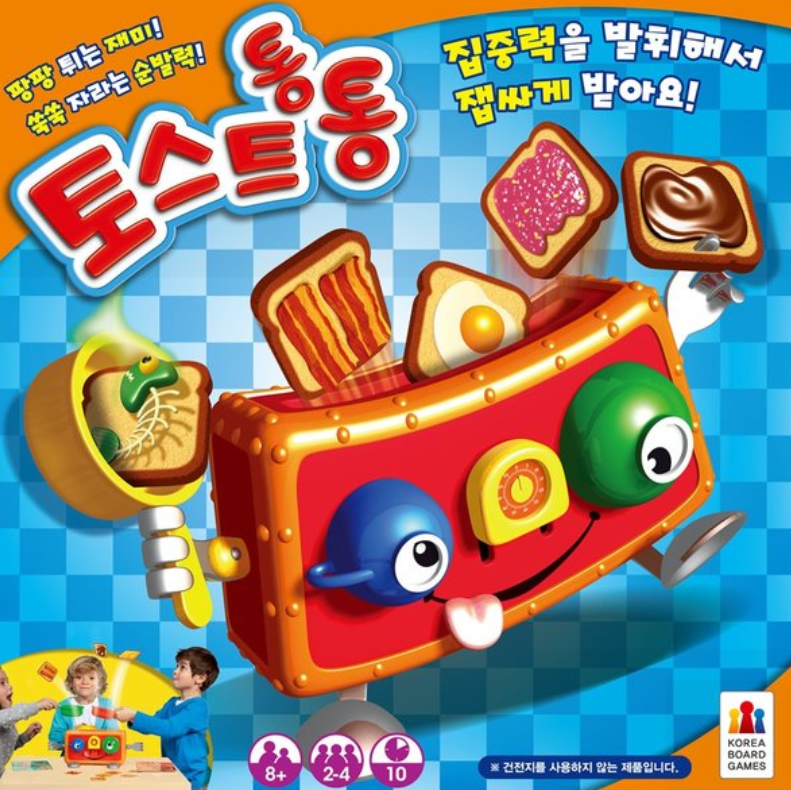 팡팡 튀는 재미!
쑥쑥 자라는 순발력!
토스트통통
집중력을 발휘해서
잽싸게 받아요!
8+
2-4
10
※ 건전지를 사용하지 않는 제품입니다.
KOREA
BOARD
GAMES